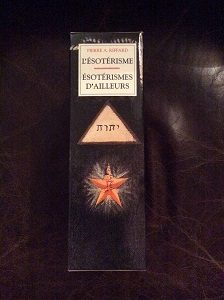 PIERRE A. RIFFARD
L'ÉSOTÉRISME
ÉSOTÉRISMES
D'AILLEURS
יהוה